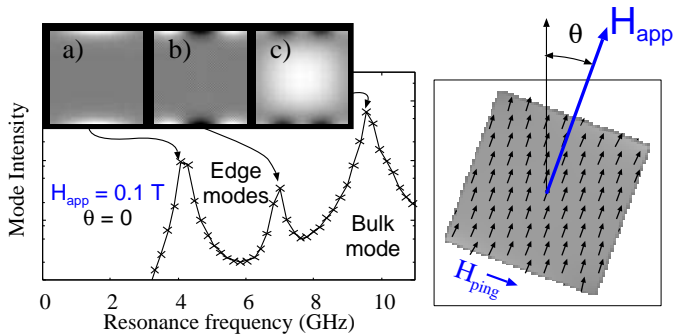 a) b) c)
Mode Intensity
H_app = 0.1 T
θ = 0
Edge
modes
Bulk
mode
0 2 4 6 8 10
Resonance frequency (GHz)
θ
H_app
H_ping